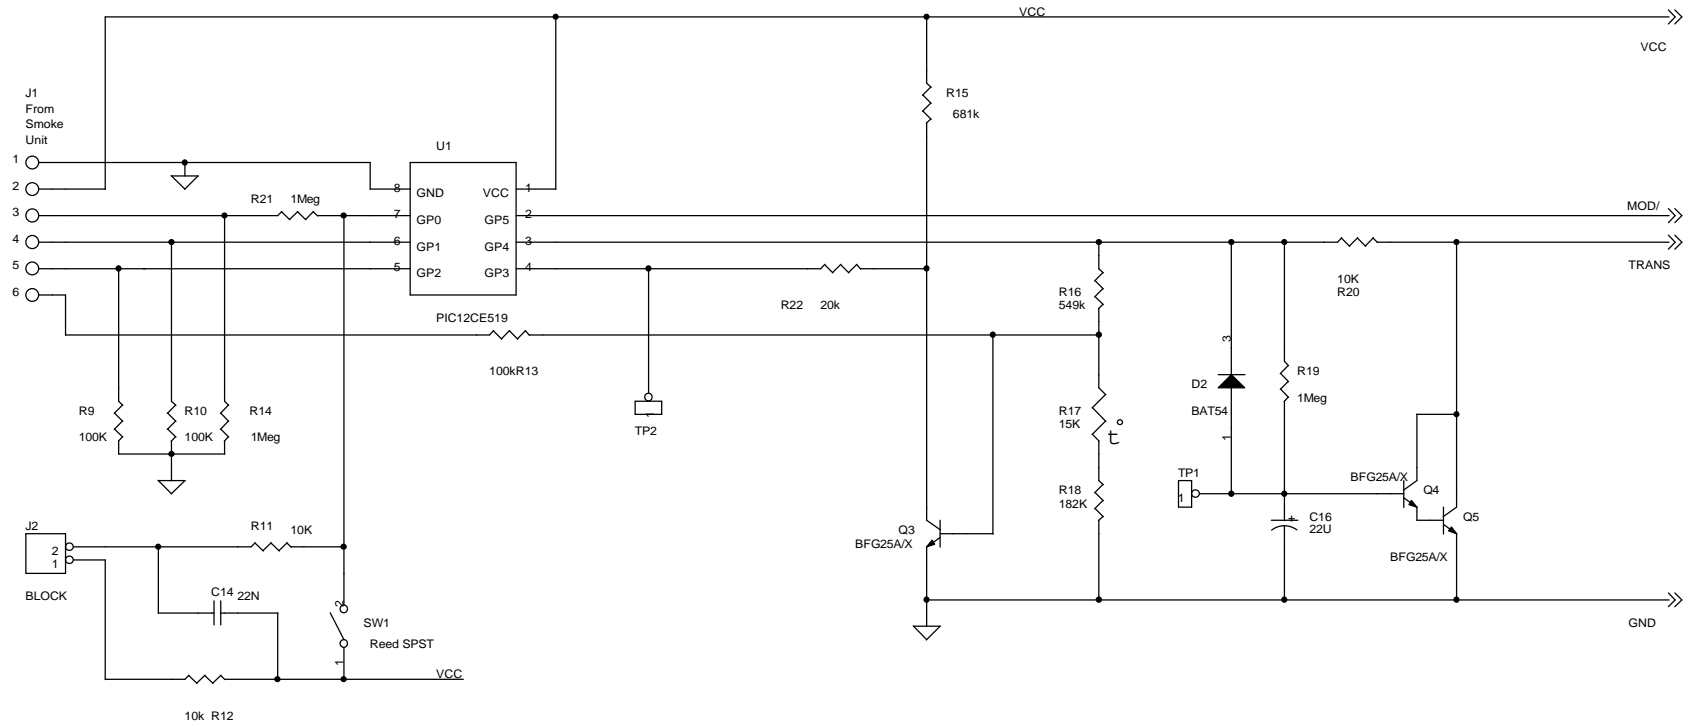 VCC
VCC
J1
From
Smoke
Unit
R15
681k
U1
1
2
3
4
5
6
R21 1Meg
8 GND VCC 1
7 GP0 GP5 2
6 GP1 GP4 3
5 GP2 GP3 4
PIC12CE519
MOD/
TRANS
10K
R20
R22 20k
R16
549k
100kR13
R9
100K
R10
100K
R14
1Meg
1
TP2
R17
15K
t°
R18
182K
3
D2
BAT54
1
R19
1Meg
TP1
1
BFG25A/X
Q4
Q5
BFG25A/X
C16
22U
+
Q3
BFG25A/X
J2
2
1
BLOCK
R11 10K
C14 22N
2
SW1
Reed SPST
1
VCC
10k R12
GND